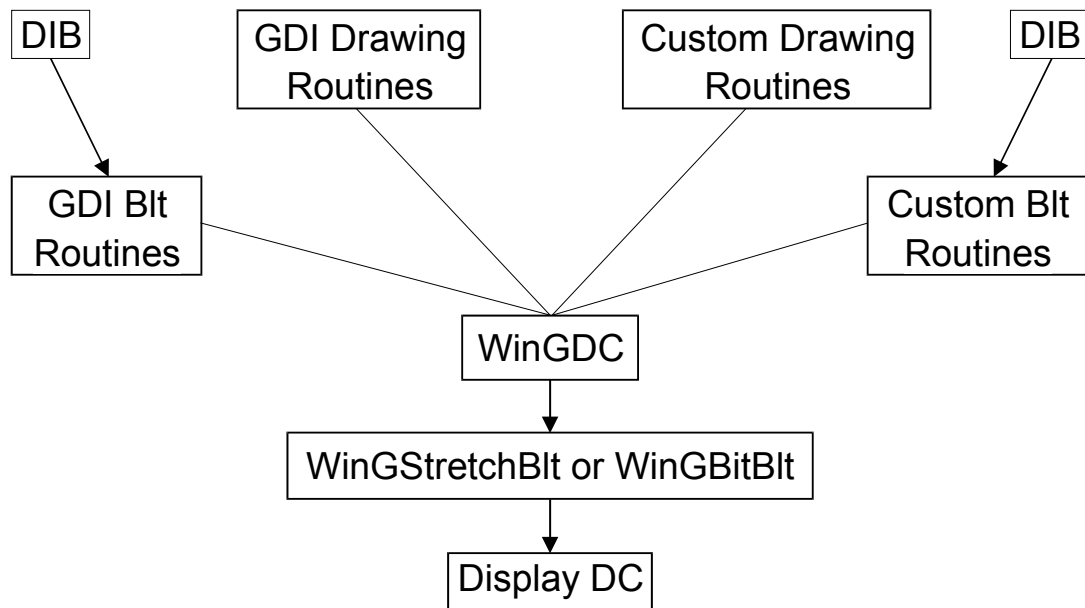 DIB
GDI Drawing
Routines
Custom Drawing
Routines
DIB
GDI Blt
Routines
Custom Blt
Routines
WinGDC
WinGStretchBlt or WinGBitBlt
Display DC